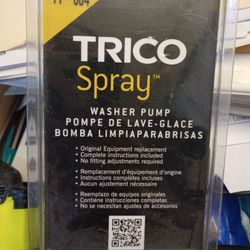 TRICO
Spray™
WASHER PUMP
POMPE DE LAVE-GLACE
BOMBA LIMPIAPARABRISAS
• Original Equipment replacement
• Complete instructions included
• No fitting adjustments required
• Remplacement d'équipement d'origine
• Instructions complètes incluses
• Aucun ajustement nécessaire
• Reemplazo de equipos originales
• Contiene instrucciones completas
• No se necesitan ajustes de accesorios